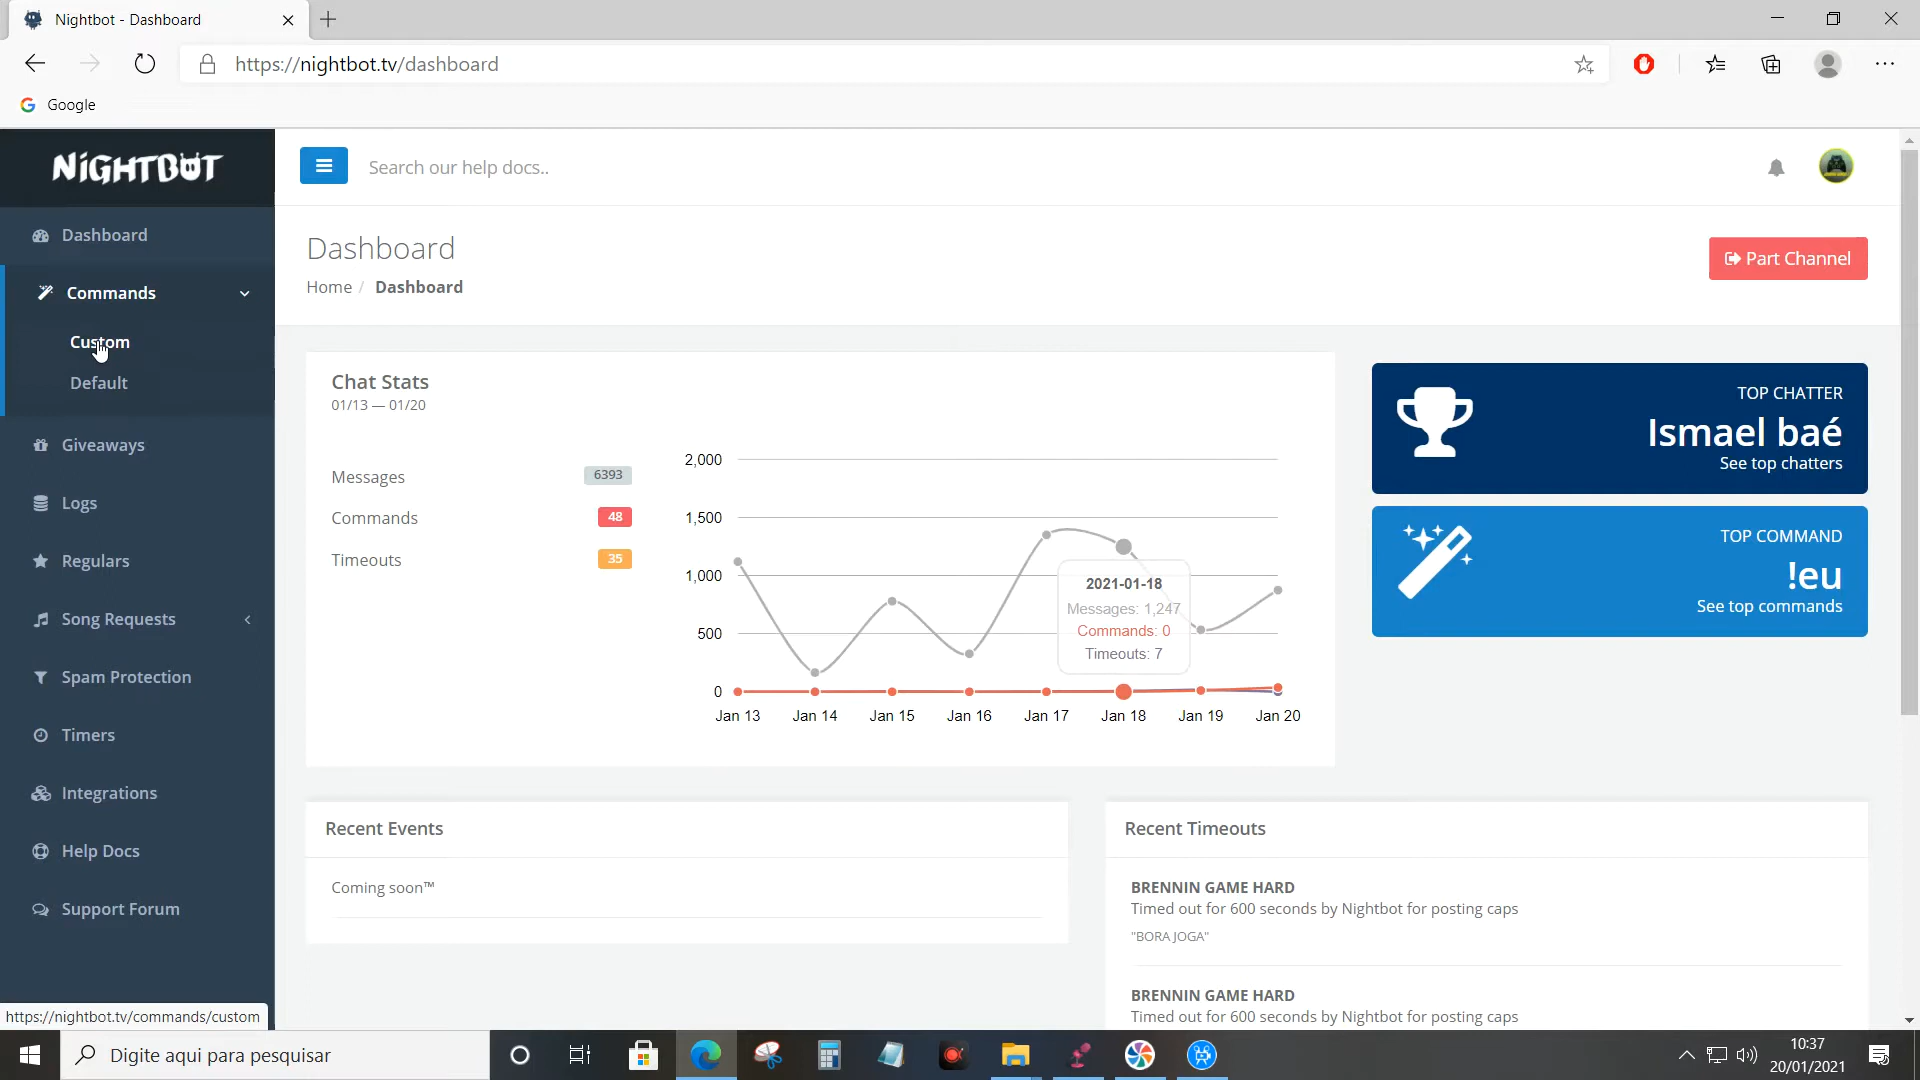 Nightbot - Dashboard
https://nightbot.tv/dashboard
Google
NiGHTBOT
Search our help docs..
Dashboard
Commands
Custom
Default
Giveaways
Logs
Regulars
Song Requests
Spam Protection
Timers
Integrations
Help Docs
Support Forum
https://nightbot.tv/commands/custom
Dashboard
Home / Dashboard
Part Channel
Chat Stats
01/13 — 01/20
Messages 6393
Commands 48
Timeouts 35
2,000
1,500
1,000
500
0
Jan 13 Jan 14 Jan 15 Jan 16 Jan 17 Jan 18 Jan 19 Jan 20
2021-01-18
Messages: 1,247
Commands: 0
Timeouts: 7
TOP CHATTER
Ismael baé
See top chatters
TOP COMMAND
!eu
See top commands
Recent Events
Coming soon™
Recent Timeouts
BRENNIN GAME HARD
Timed out for 600 seconds by Nightbot for posting caps
"BORA JOGA"
BRENNIN GAME HARD
Timed out for 600 seconds by Nightbot for posting caps
Digite aqui para pesquisar
10:37
20/01/2021